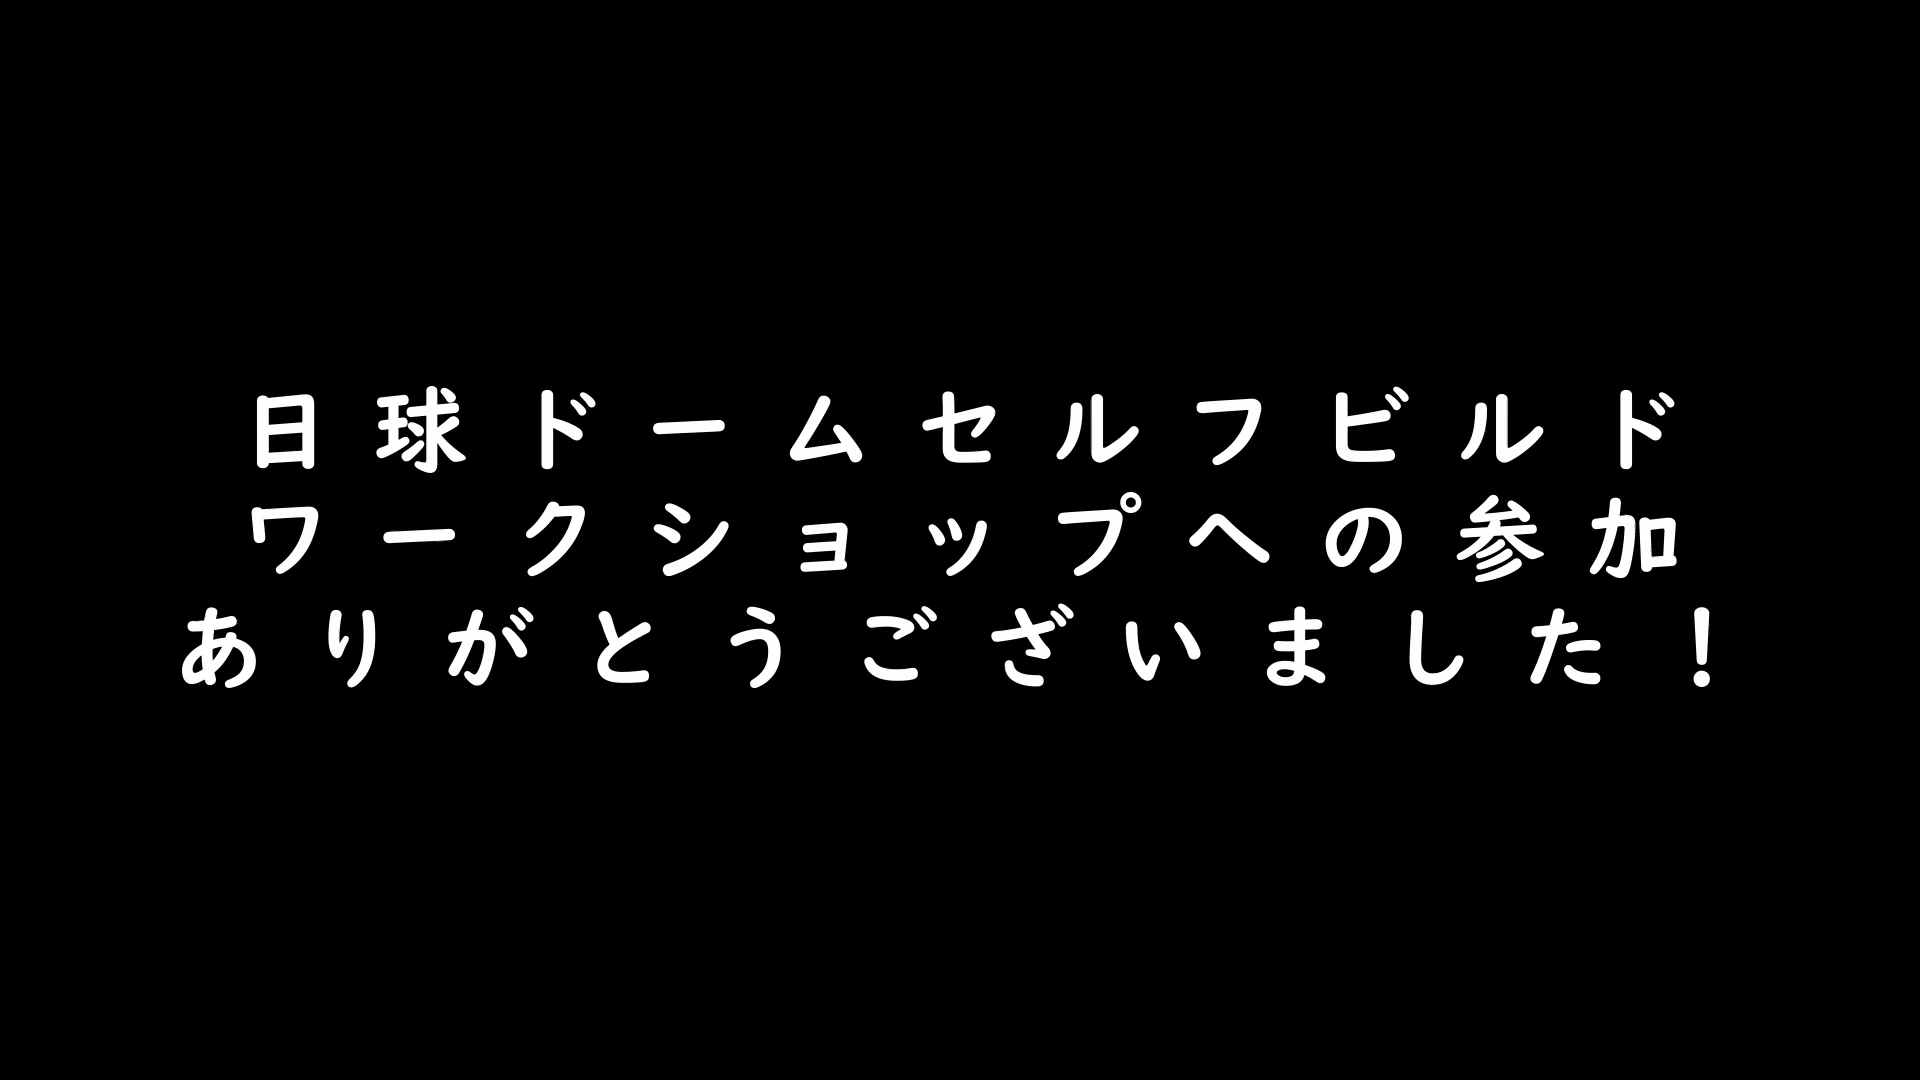 日球ドームセルフビルド
ワークショップへの参加
ありがとうございました！